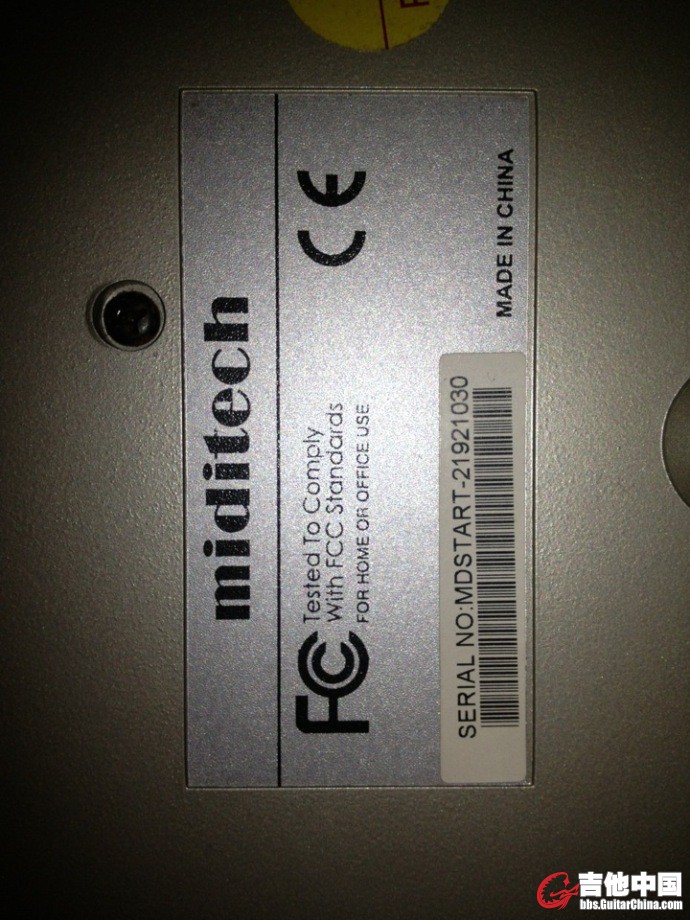 miditech
FC Tested To Comply
With FCC Standards
FOR HOME OR OFFICE USE
CE
SERIAL NO:MDSTART-21921030
MADE IN CHINA
吉他中国
bbs.GuitarChina.com